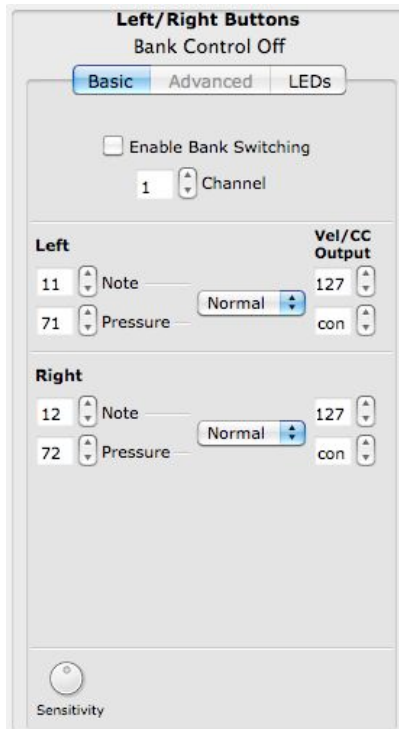 Left/Right Buttons
Bank Control Off
Basic Advanced LEDs
Enable Bank Switching
1 Channel
Left Vel/CC Output
11 Note Normal 127
71 Pressure con
Right
12 Note Normal 127
72 Pressure con
Sensitivity